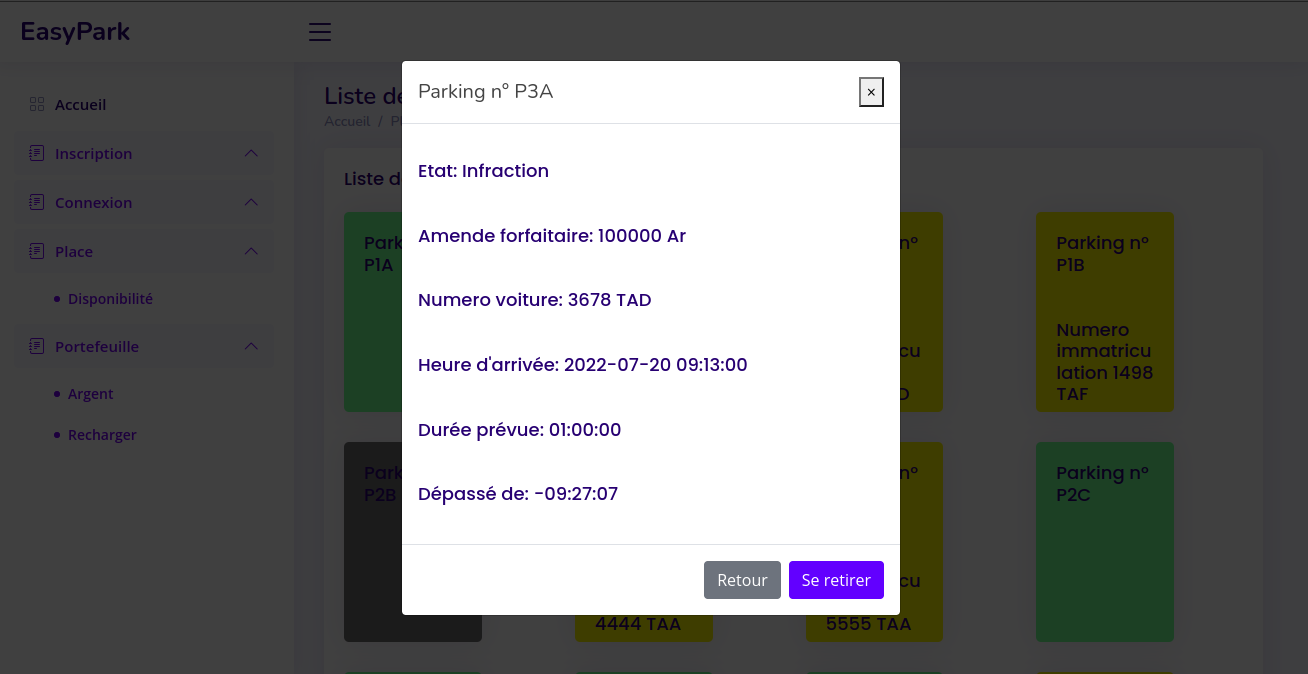 EasyPark
Accueil
Inscription
Connexion
Place
Disponibilité
Portefeuille
Argent
Recharger
Liste de
Accueil / P
Liste d
Park
P1A
n°
cu
D
Parking n°
P1B
Numero
immatricu
lation 1498
TAF
Park
P2B
4444 TAA
n°
cu
5555 TAA
Parking n°
P2C
Parking n° P3A
×
Etat: Infraction
Amende forfaitaire: 100000 Ar
Numero voiture: 3678 TAD
Heure d'arrivée: 2022-07-20 09:13:00
Durée prévue: 01:00:00
Dépassé de: -09:27:07
Retour
Se retirer